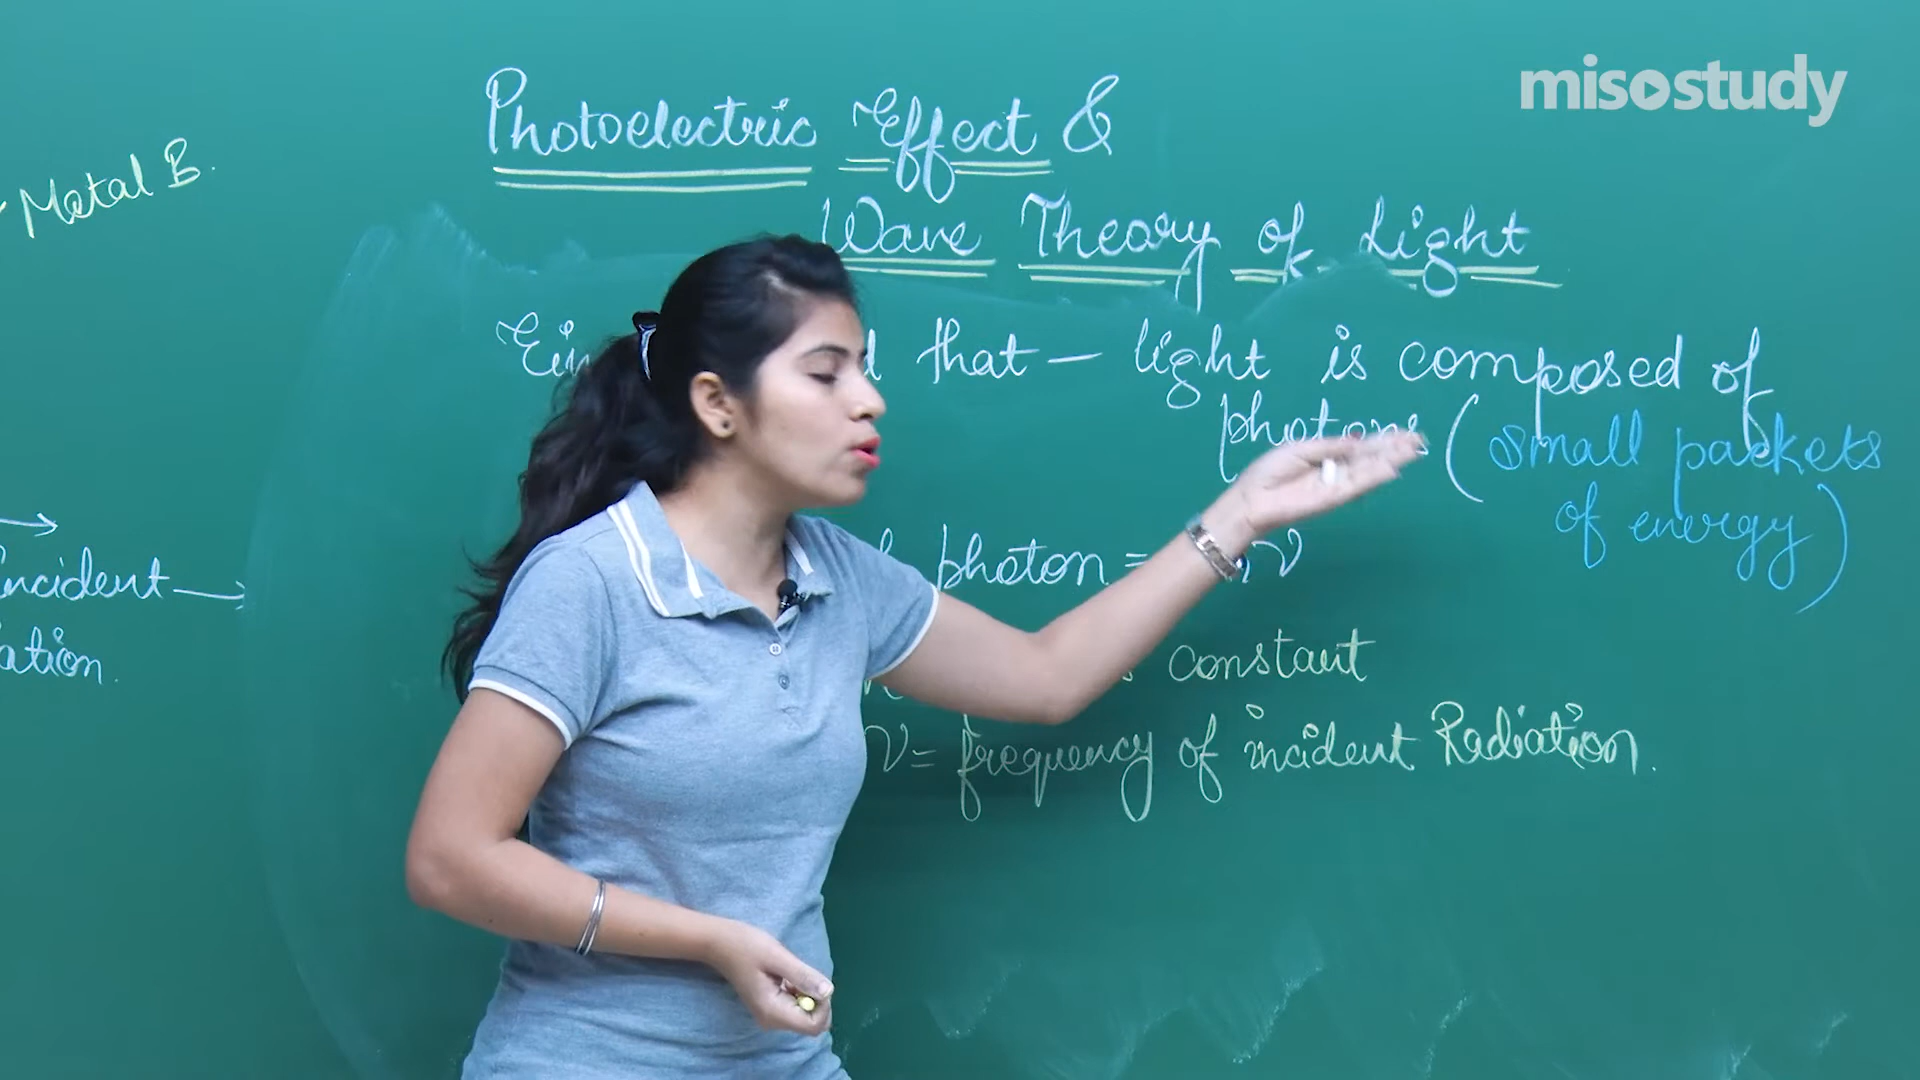 misostudy
Photoelectric Effect &
Wave Theory of Light
Metal B.
that – light is composed of
photons (small packets
of energy)
photon = ν
incident →
constant
ν = frequency of incident Radiation.